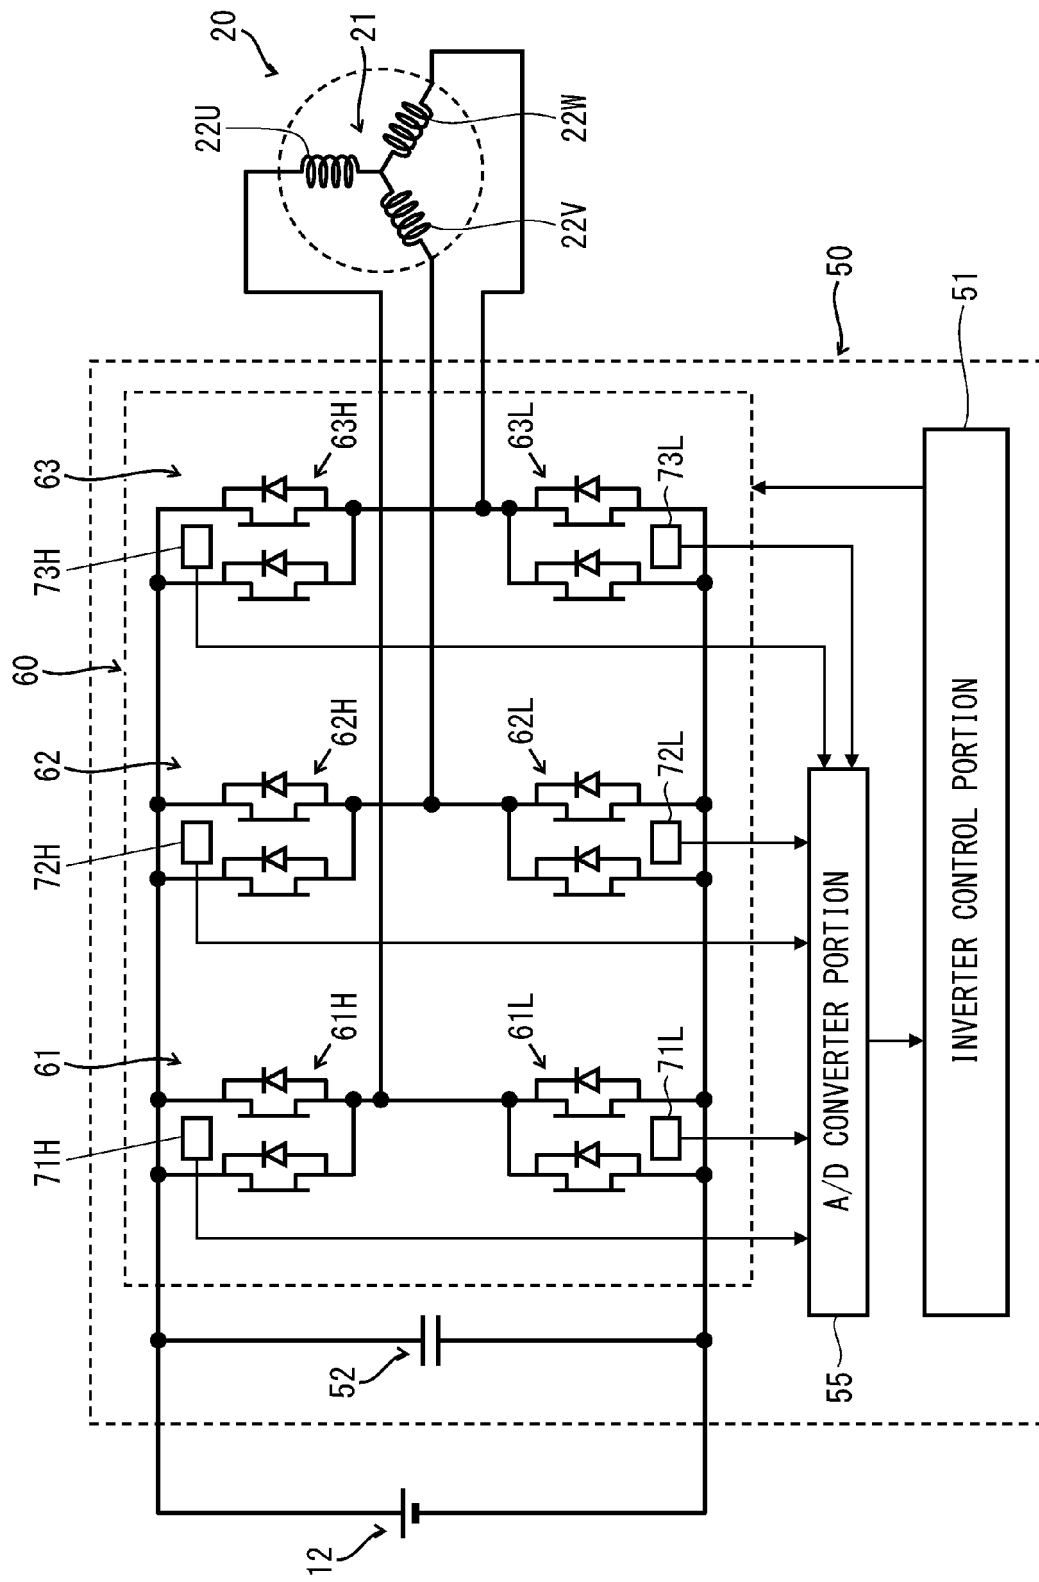 20
21
22U
22W
22V
50
51
63
73H
63H
63L
73L
60
62
72H
62H
62L
72L
61
71H
61H
61L
71L
A/D CONVERTER PORTION
INVERTER CONTROL PORTION
55
52
12